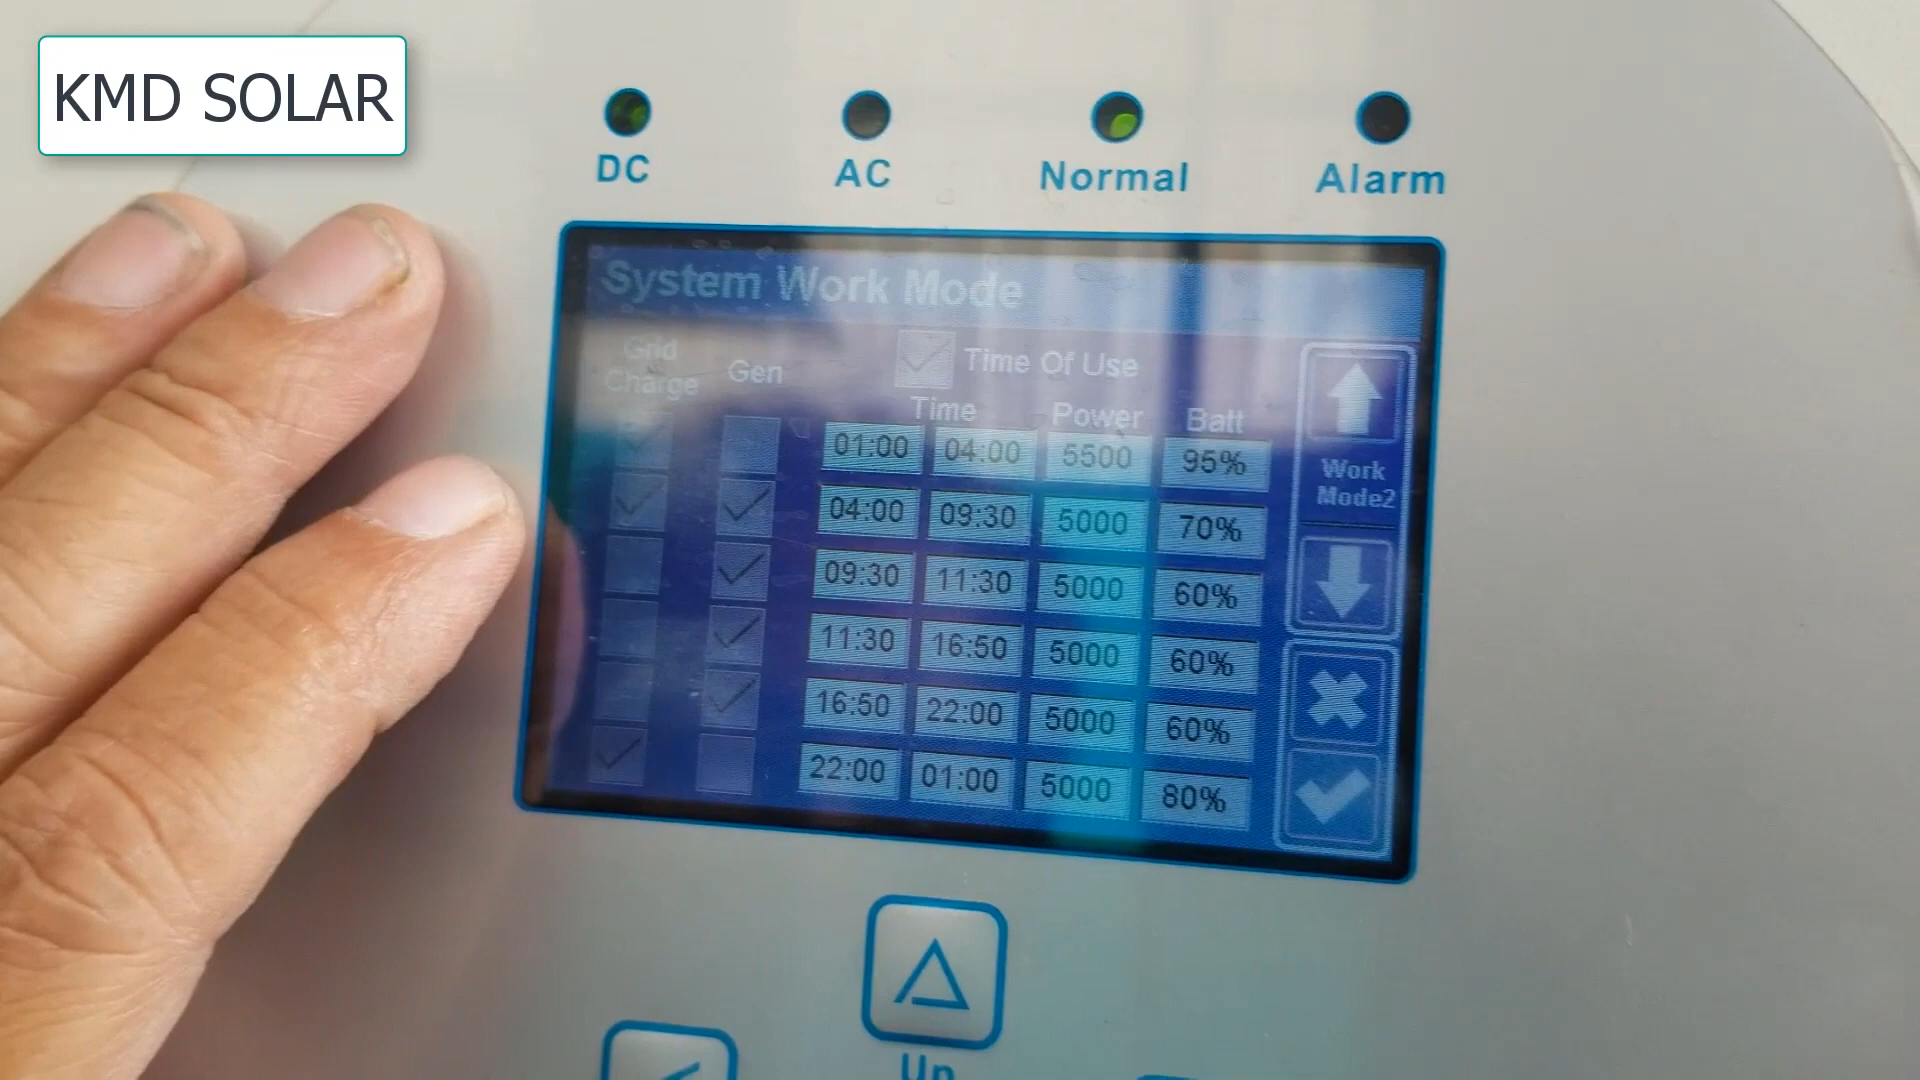 KMD SOLAR
DC AC Normal Alarm
System Work Mode
Grid Charge Gen Time Of Use
Time Power Batt
01:00 04:00 5500 95%
04:00 09:30 5000 70%
09:30 11:30 5000 60%
11:30 16:50 5000 60%
16:50 22:00 5000 60%
22:00 01:00 5000 80%
Work
Mode2
Up